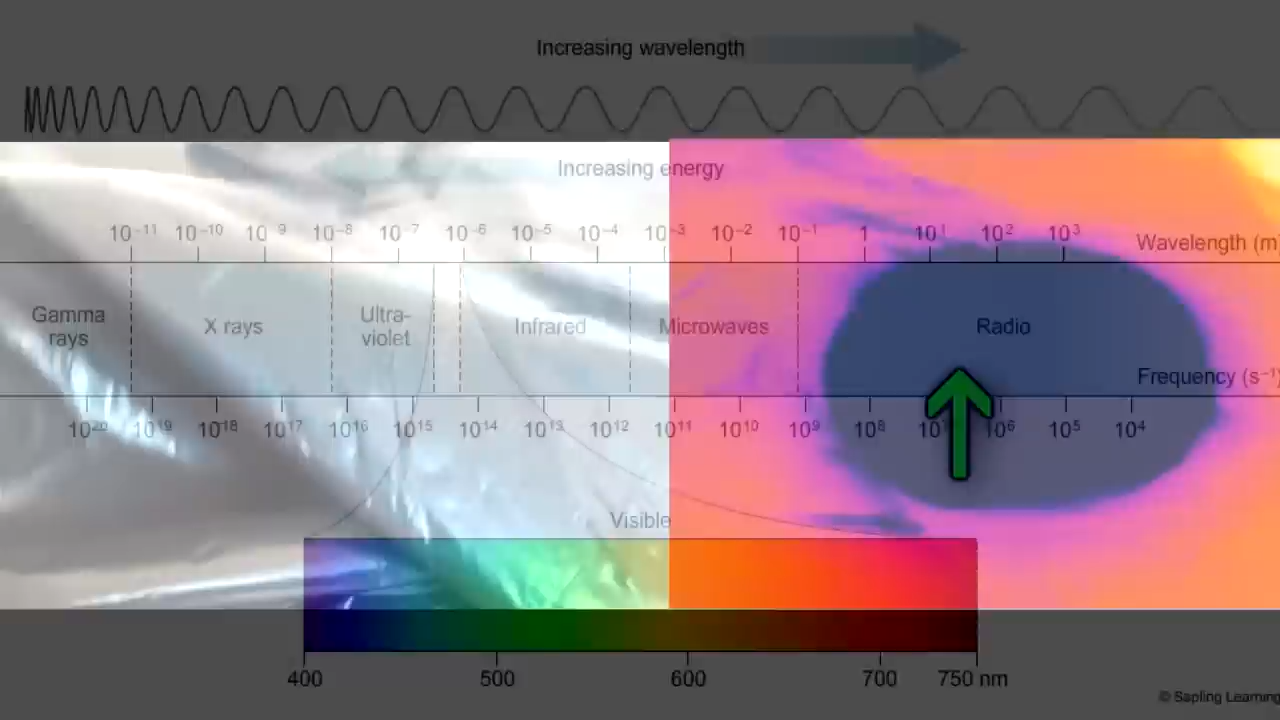 Increasing wavelength
Increasing energy
10⁻¹¹ 10⁻¹⁰ 10⁻⁹ 10⁻⁸ 10⁻⁷ 10⁻⁶ 10⁻⁵ 10⁻⁴ 10⁻³ 10⁻² 10⁻¹ 1 10¹ 10² 10³ Wavelength (m)
Gamma rays X rays Ultra-violet Infrared Microwaves Radio
Frequency (s⁻¹)
10²⁰ 10¹⁹ 10¹⁸ 10¹⁷ 10¹⁶ 10¹⁵ 10¹⁴ 10¹³ 10¹² 10¹¹ 10¹⁰ 10⁹ 10⁸ 10⁷ 10⁶ 10⁵ 10⁴
Visible
400 500 600 700 750 nm
© Sapling Learning